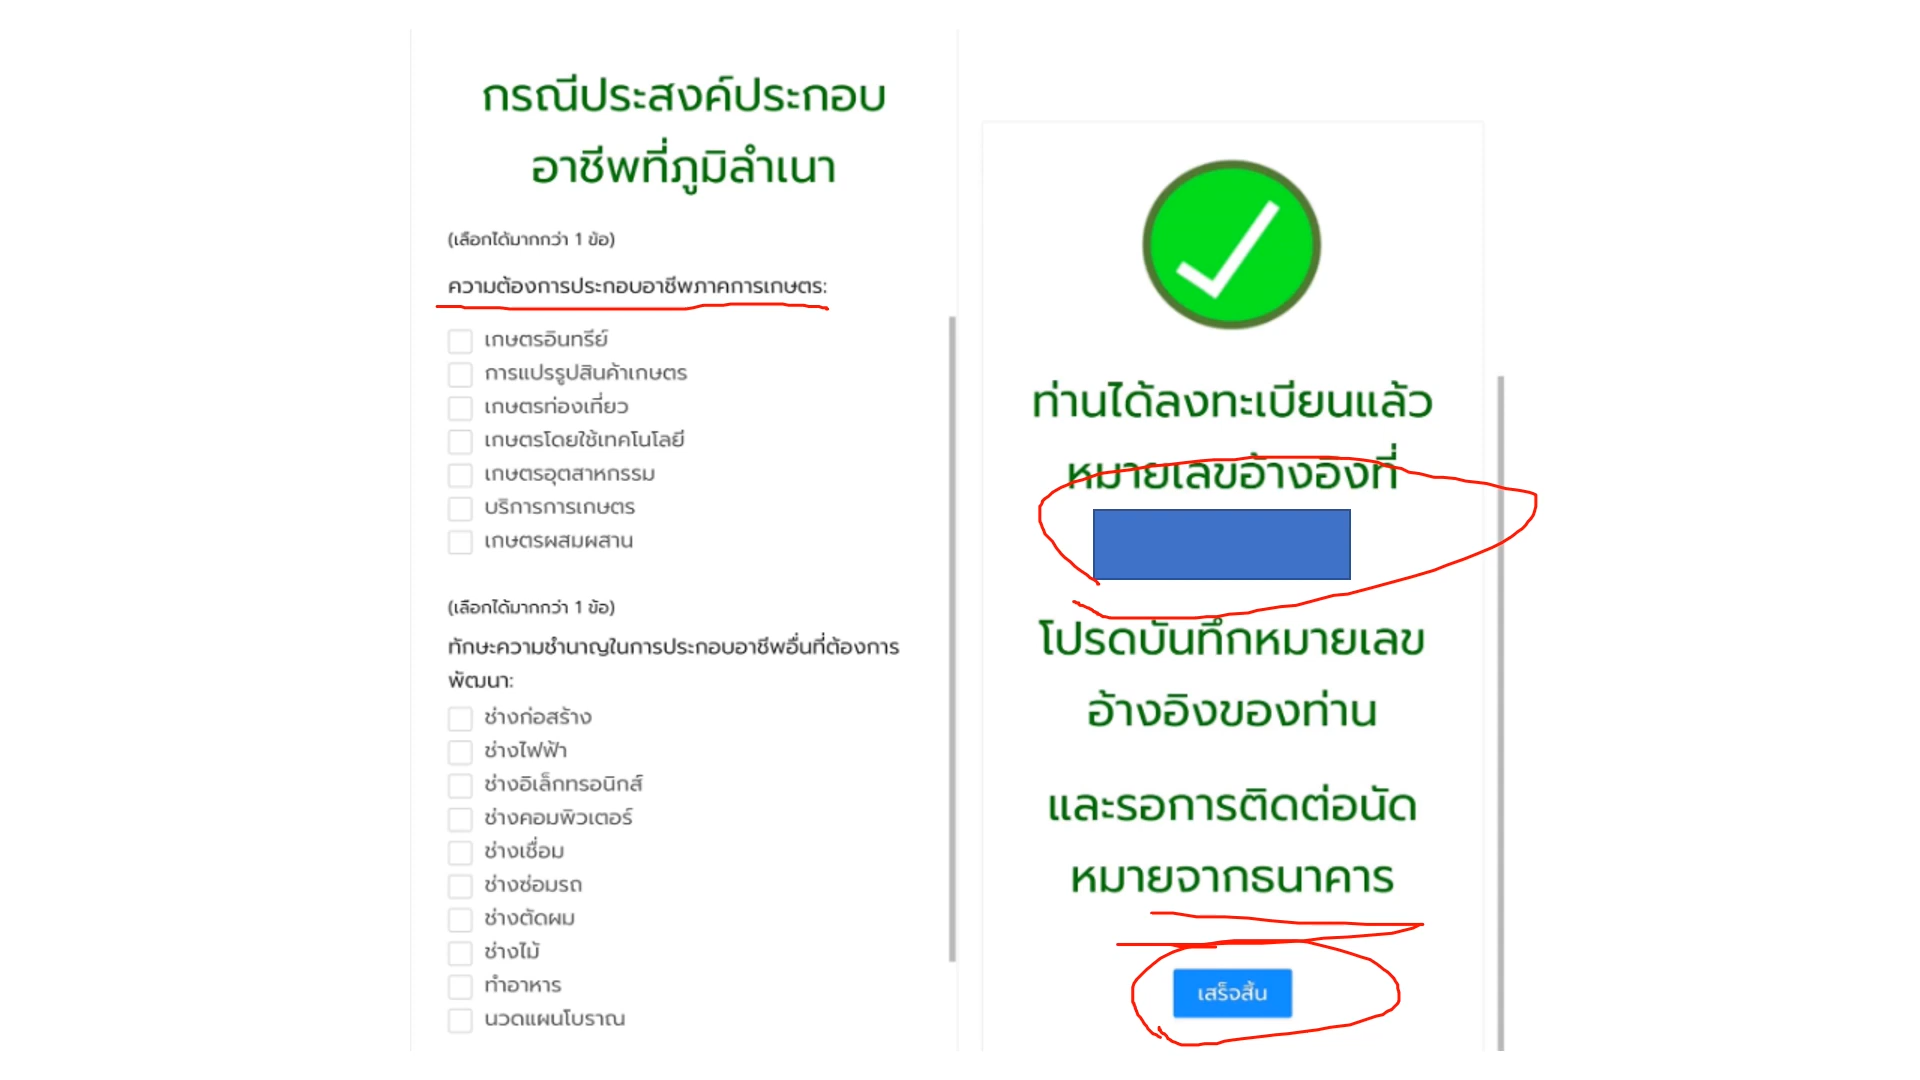 กรณีประสงค์ประกอบ
อาชีพที่ภูมิลำเนา
(เลือกได้มากกว่า 1 ข้อ)
ความต้องการประกอบอาชีพภาคการเกษตร:
เกษตรอินทรีย์
การแปรรูปสินค้าเกษตร
เกษตรท่องเที่ยว
เกษตรโดยใช้เทคโนโลยี
เกษตรอุตสาหกรรม
บริการการเกษตร
เกษตรผสมผสาน
(เลือกได้มากกว่า 1 ข้อ)
ทักษะความชำนาญในการประกอบอาชีพอื่นที่ต้องการ
พัฒนา:
ช่างก่อสร้าง
ช่างไฟฟ้า
ช่างอิเล็กทรอนิกส์
ช่างคอมพิวเตอร์
ช่างเชื่อม
ช่างซ่อมรถ
ช่างตัดผม
ช่างไม้
ทำอาหาร
นวดแผนโบราณ
ท่านได้ลงทะเบียนแล้ว
หมายเลขอ้างอิงที่
โปรดบันทึกหมายเลข
อ้างอิงของท่าน
และรอการติดต่อนัด
หมายจากธนาคาร
เสร็จสิ้น